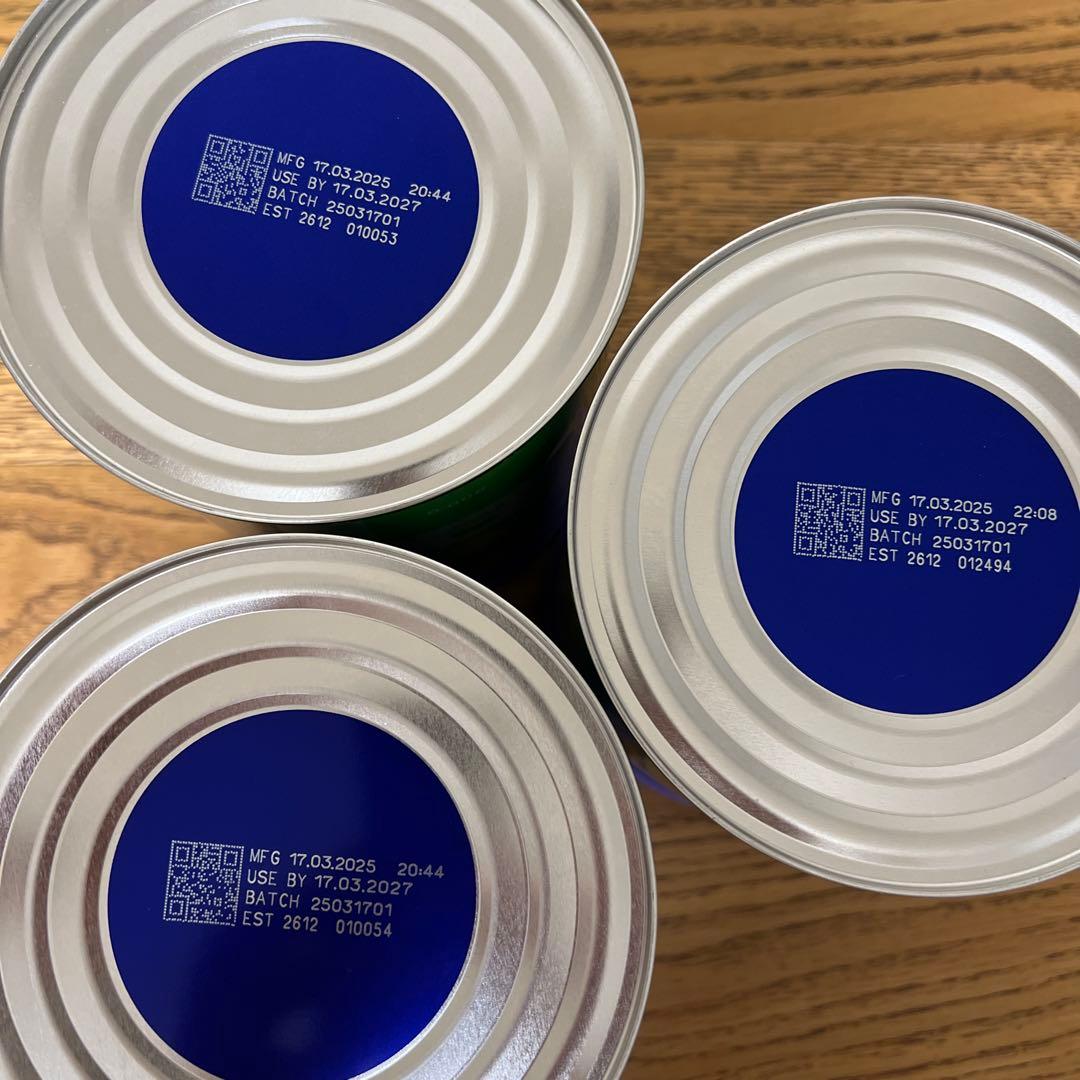 MFG 17.03.2025 20:44
USE BY 17.03.2027
BATCH 25031701
EST 2612 010053
MFG 17.03.2025 22:08
USE BY 17.03.2027
BATCH 25031701
EST 2612 012494
MFG 17.03.2025 20:44
USE BY 17.03.2027
BATCH 25031701
EST 2612 010054